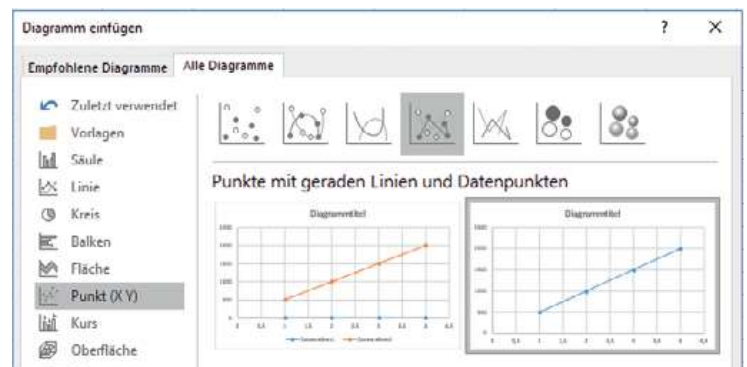 Diagramm einfügen ? ✕
Empfohlene Diagramme Alle Diagramme
Zuletzt verwendet
Vorlagen
Säule
Linie
Kreis
Balken
Fläche
Punkt (X Y)
Kurs
Oberfläche
Punkte mit geraden Linien und Datenpunkten
Diagrammtitel
Diagrammtitel